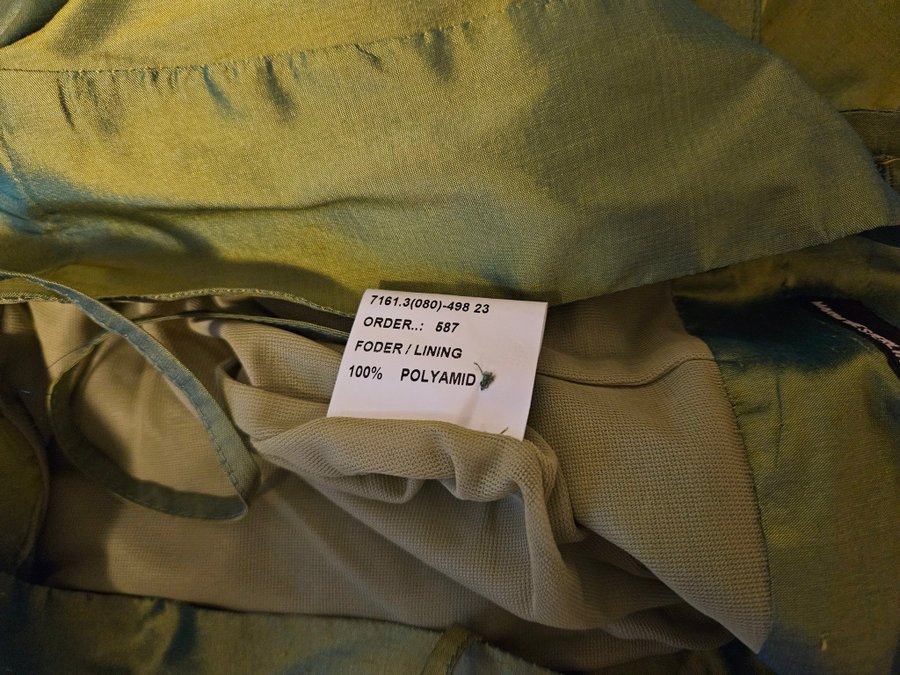 7161.3(080)-498 23
ORDER..: 587
FODER / LINING
100% POLYAMID